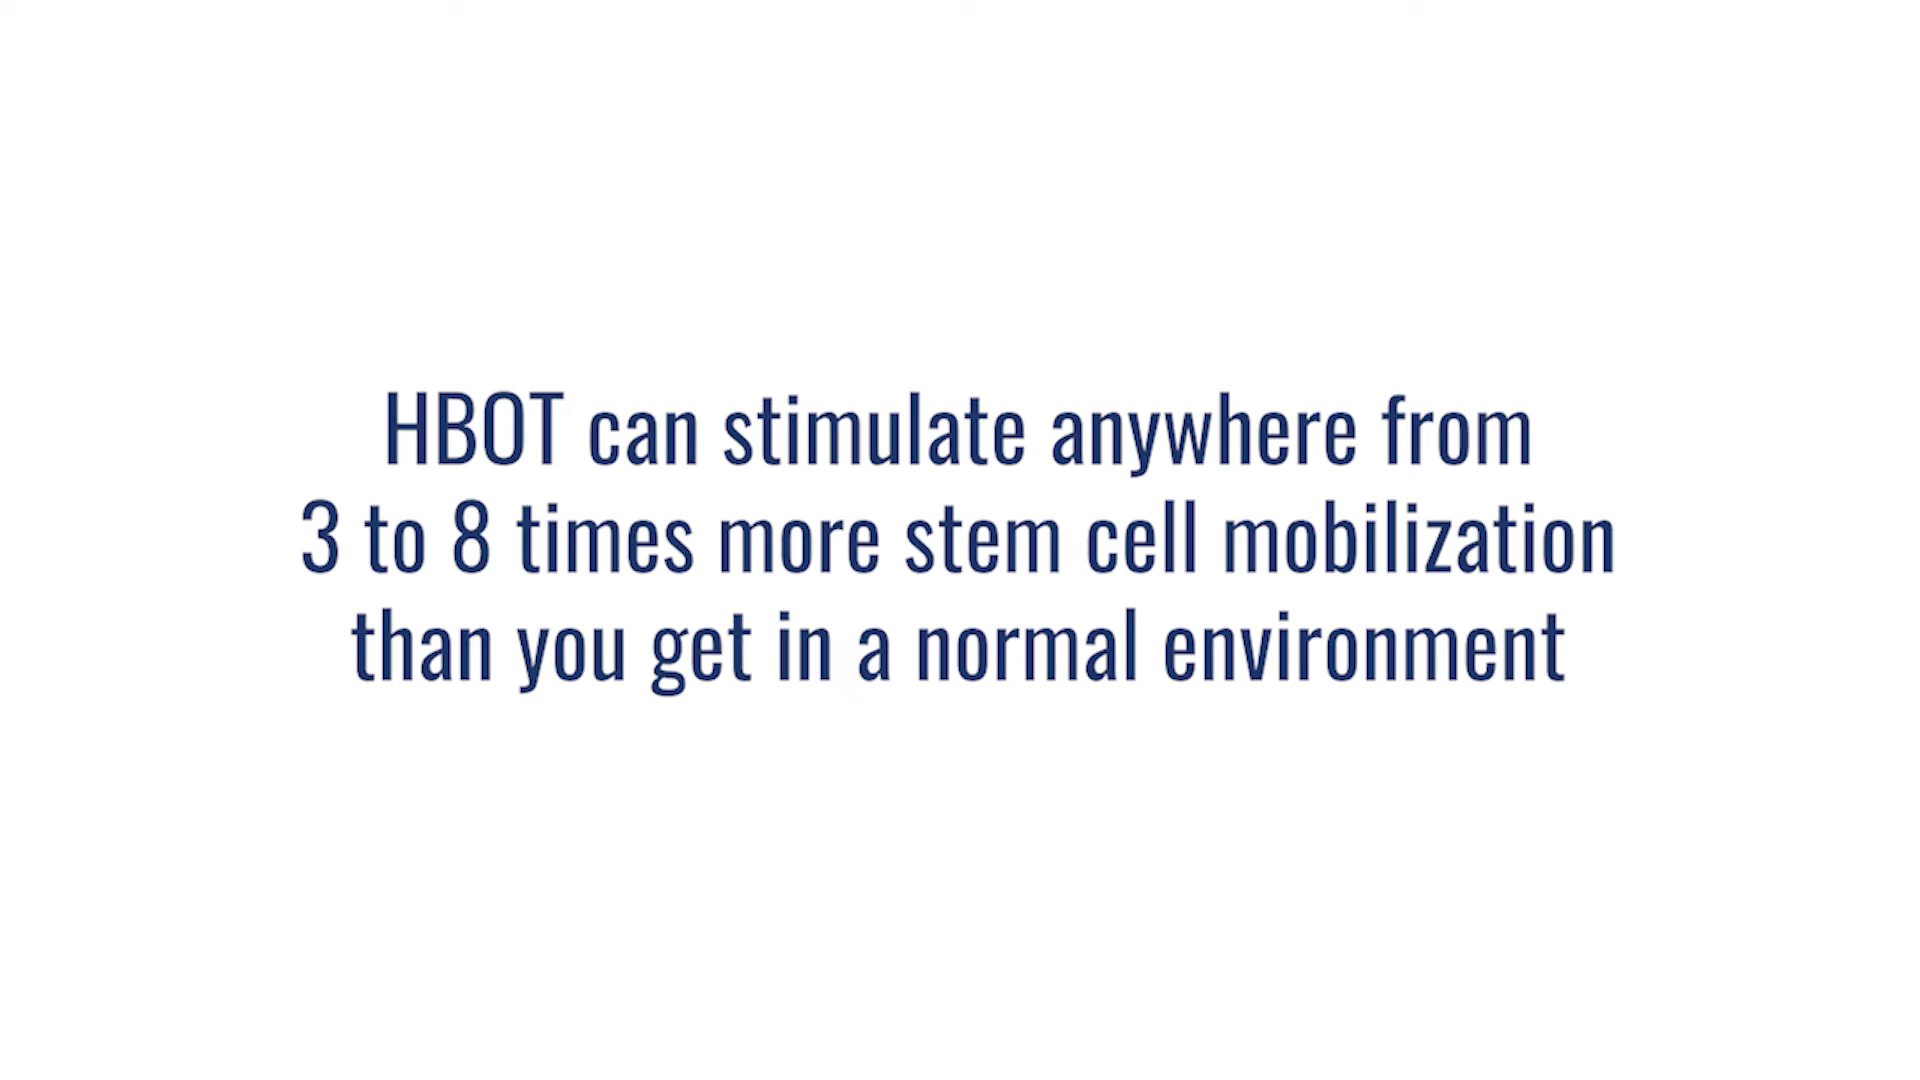 HBOT can stimulate anywhere from
3 to 8 times more stem cell mobilization
than you get in a normal environment